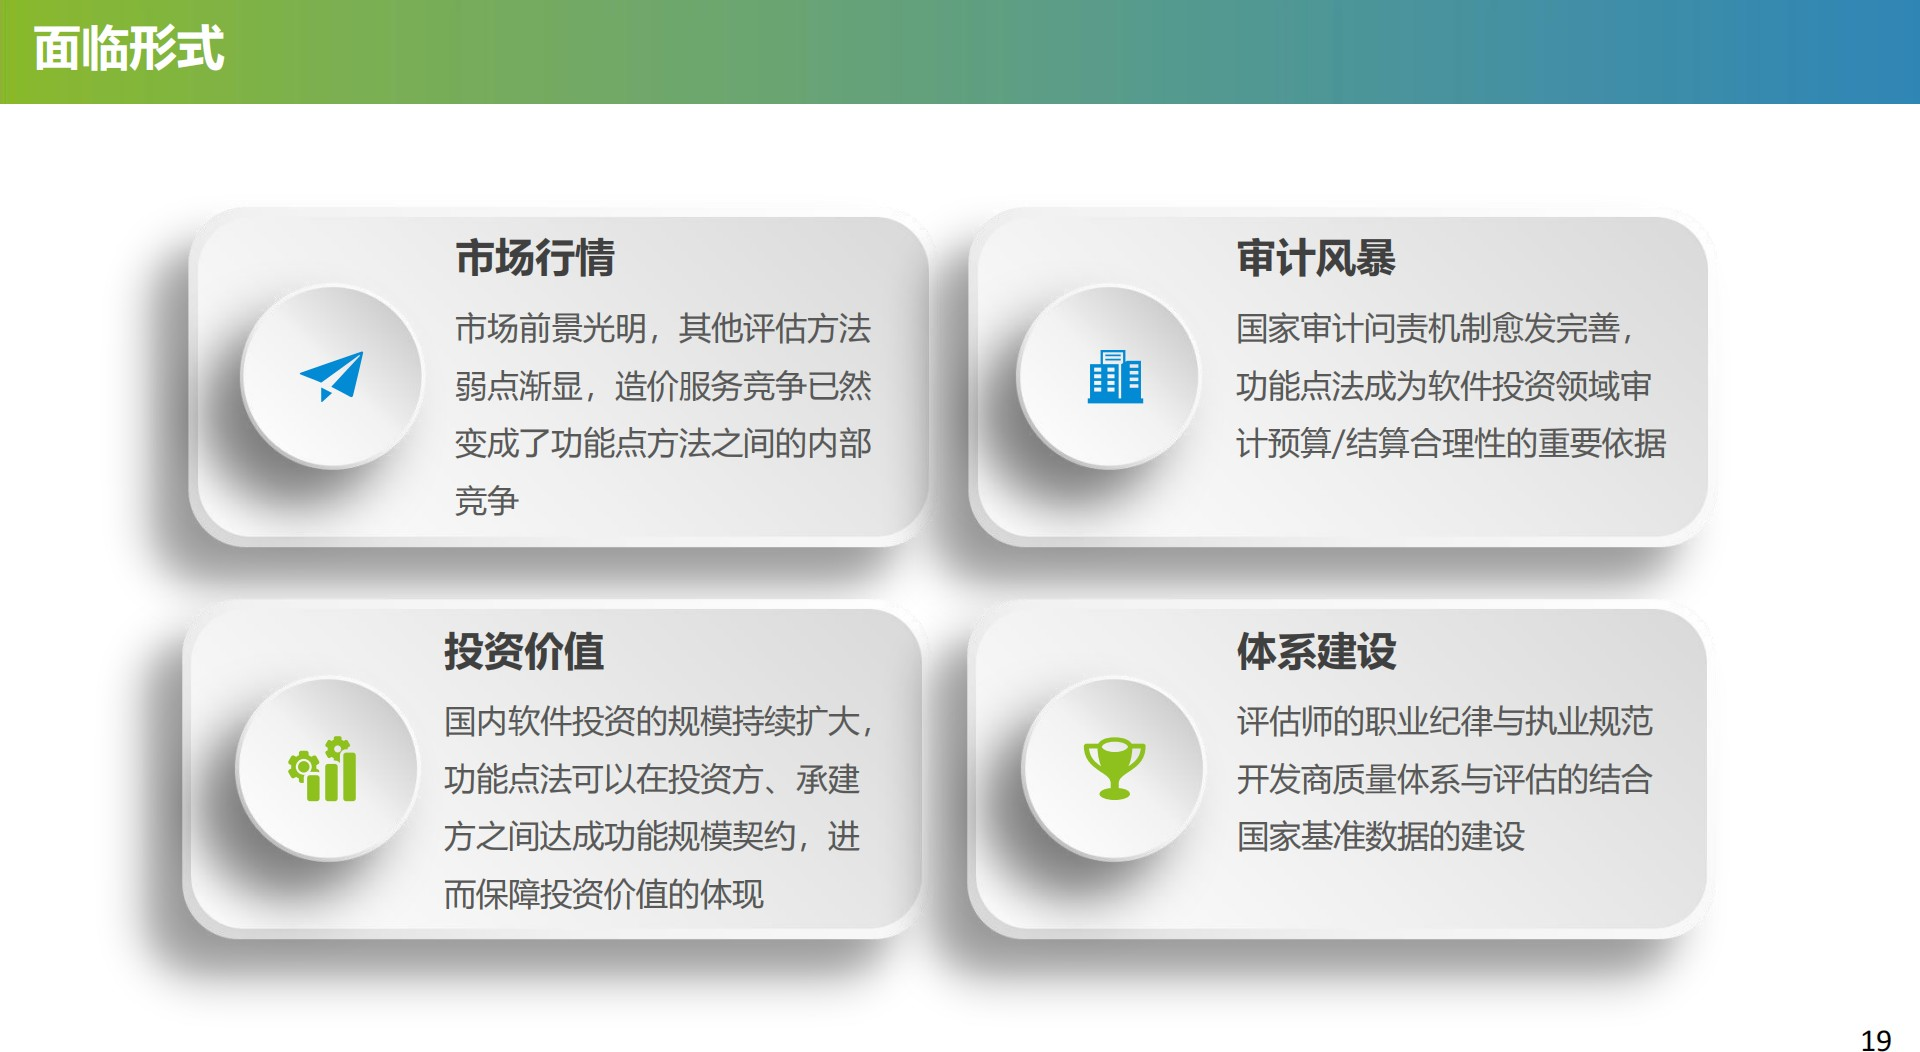 面临形式
市场行情
市场前景光明，其他评估方法
弱点渐显，造价服务竞争已然
变成了功能点方法之间的内部
竞争
审计风暴
国家审计问责机制愈发完善，
功能点法成为软件投资领域审
计预算/结算合理性的重要依据
投资价值
国内软件投资的规模持续扩大，
功能点法可以在投资方、承建
方之间达成功能规模契约，进
而保障投资价值的体现
体系建设
评估师的职业纪律与执业规范
开发商质量体系与评估的结合
国家基准数据的建设
19